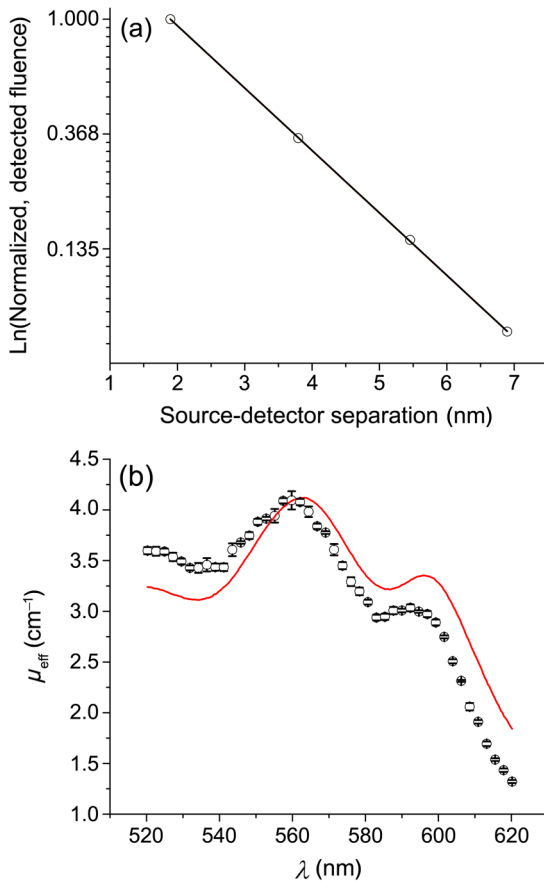 (a)
Ln(Normalized, detected fluence)
1.000
0.368
0.135
1 2 3 4 5 6 7
Source-detector separation (nm)
(b)
μeff (cm−1)
4.5
4.0
3.5
3.0
2.5
2.0
1.5
1.0
520 540 560 580 600 620
λ (nm)